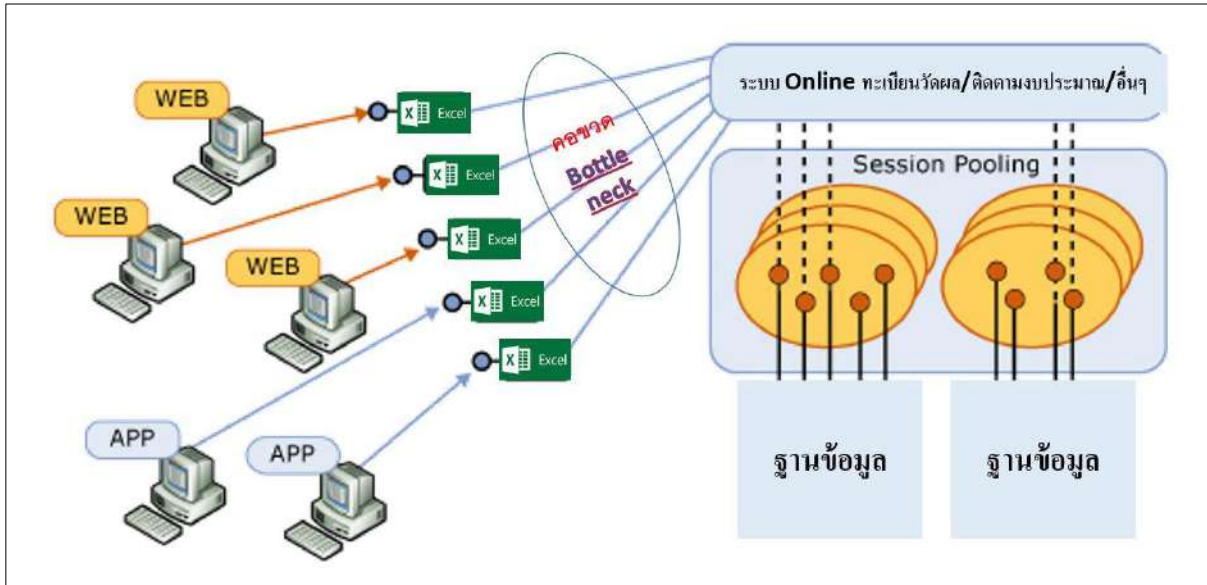 WEB
Excel
WEB
Excel
WEB
Excel
APP
Excel
APP
Excel
คอขวด
Bottle
neck
ระบบ Online ทะเบียนวัดผล/ติดตามงบประมาณ/อื่นๆ
Session Pooling
ฐานข้อมูล
ฐานข้อมูล